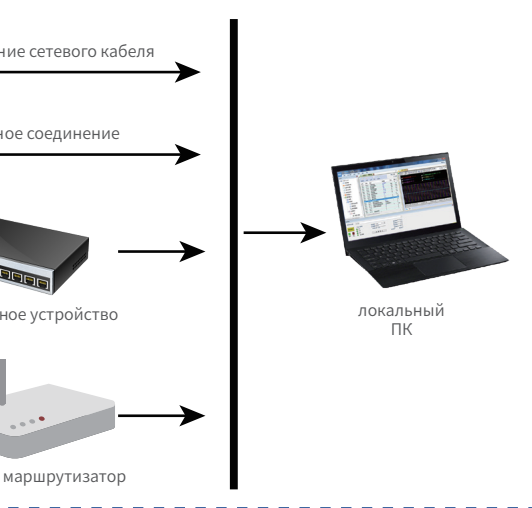 ние сетевого кабеля
ное соединение
ное устройство
локальный
ПК
маршрутизатор